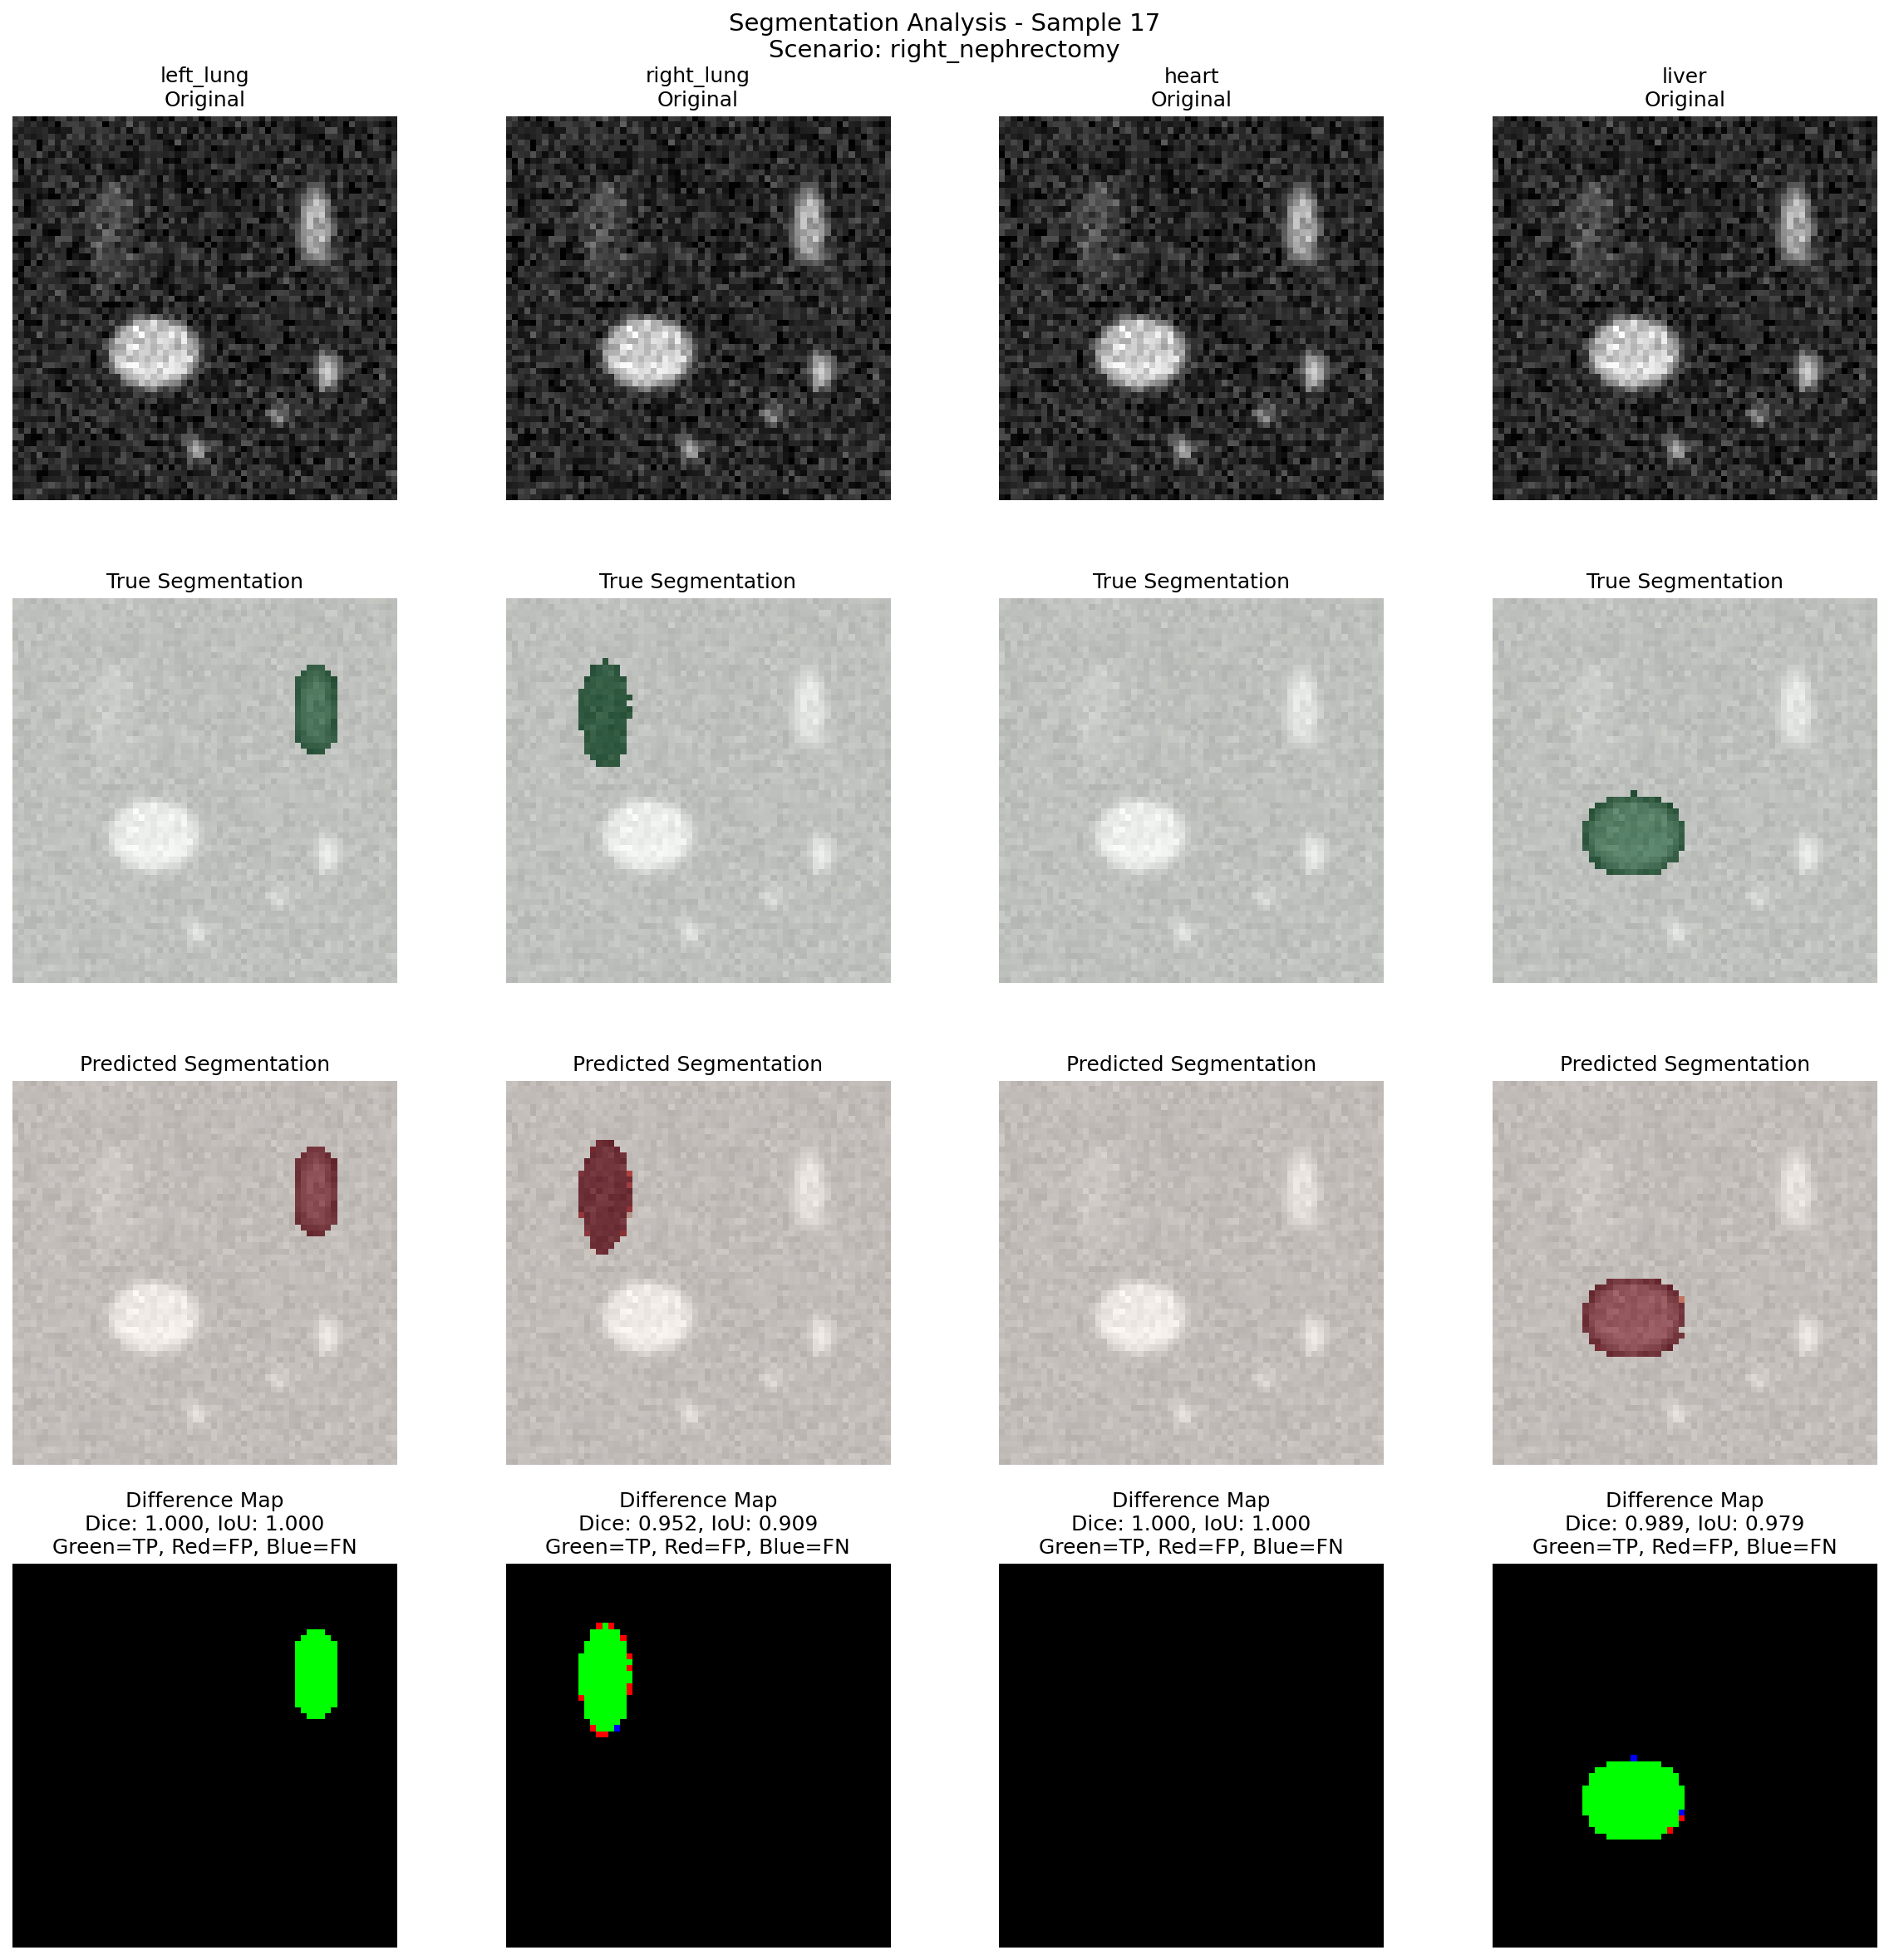 Segmentation Analysis - Sample 17
Scenario: right_nephrectomy
left_lung
Original
right_lung
Original
heart
Original
liver
Original
True Segmentation
True Segmentation
True Segmentation
True Segmentation
Predicted Segmentation
Predicted Segmentation
Predicted Segmentation
Predicted Segmentation
Difference Map
Dice: 1.000, IoU: 1.000
Green=TP, Red=FP, Blue=FN
Difference Map
Dice: 0.952, IoU: 0.909
Green=TP, Red=FP, Blue=FN
Difference Map
Dice: 1.000, IoU: 1.000
Green=TP, Red=FP, Blue=FN
Difference Map
Dice: 0.989, IoU: 0.979
Green=TP, Red=FP, Blue=FN